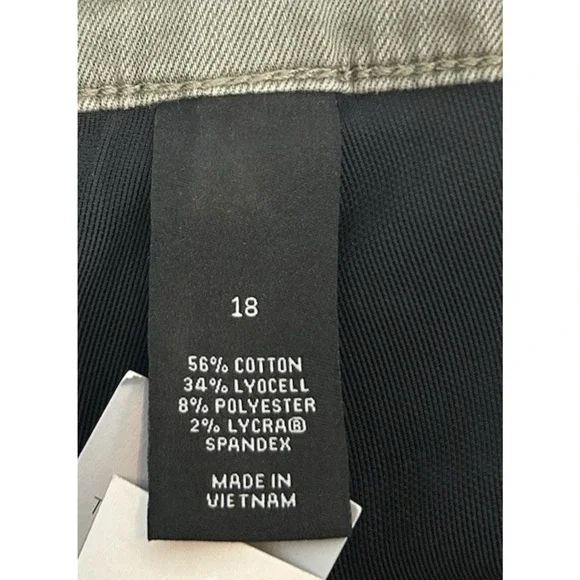 18
56% COTTON
34% LYOCELL
8% POLYESTER
2% LYCRA®
SPANDEX
MADE IN
VIETNAM